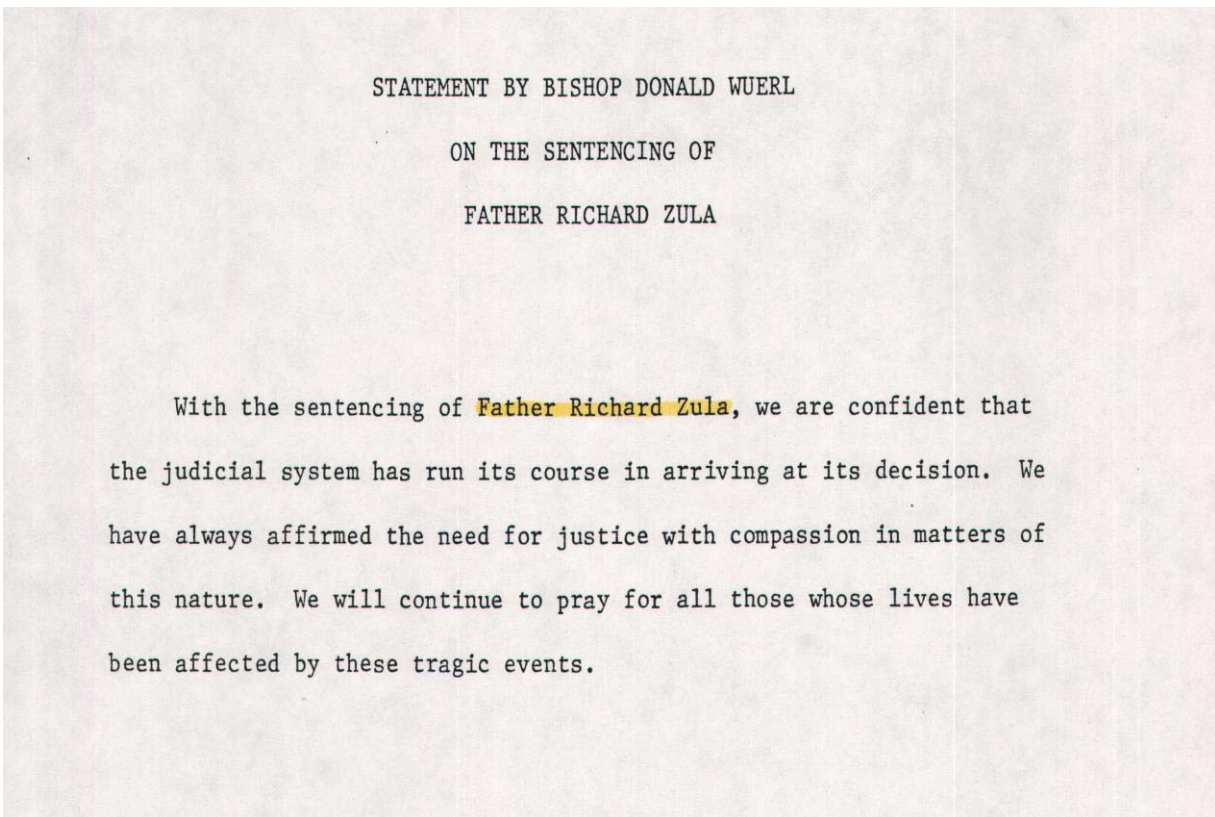 STATEMENT BY BISHOP DONALD WUERL
ON THE SENTENCING OF
FATHER RICHARD ZULA
With the sentencing of Father Richard Zula, we are confident that
the judicial system has run its course in arriving at its decision. We
have always affirmed the need for justice with compassion in matters of
this nature. We will continue to pray for all those whose lives have
been affected by these tragic events.